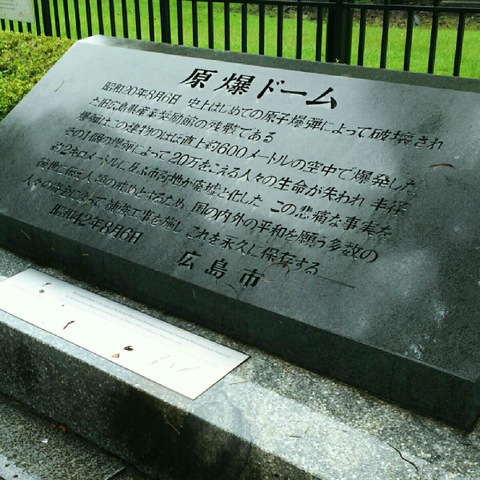 原爆ドーム
昭和20年8月6日 史上はじめての原子爆弾によって破壊され
た旧広島県産業奨励館の残骸である
爆弾はこの建物のほぼ直上約600メートルの空中で爆発した
その1個の爆弾によって20万をこえる人々の生命が失われ 半径
約2キロメートルに及ぶ市街地が廃墟と化した この悲痛な事実を
後世に伝え人類の戒めとするため 国の内外の平和を願う多数の
人々の基金によって補強工事を施し これを永久に保存する
昭和42年8月6日
広島市